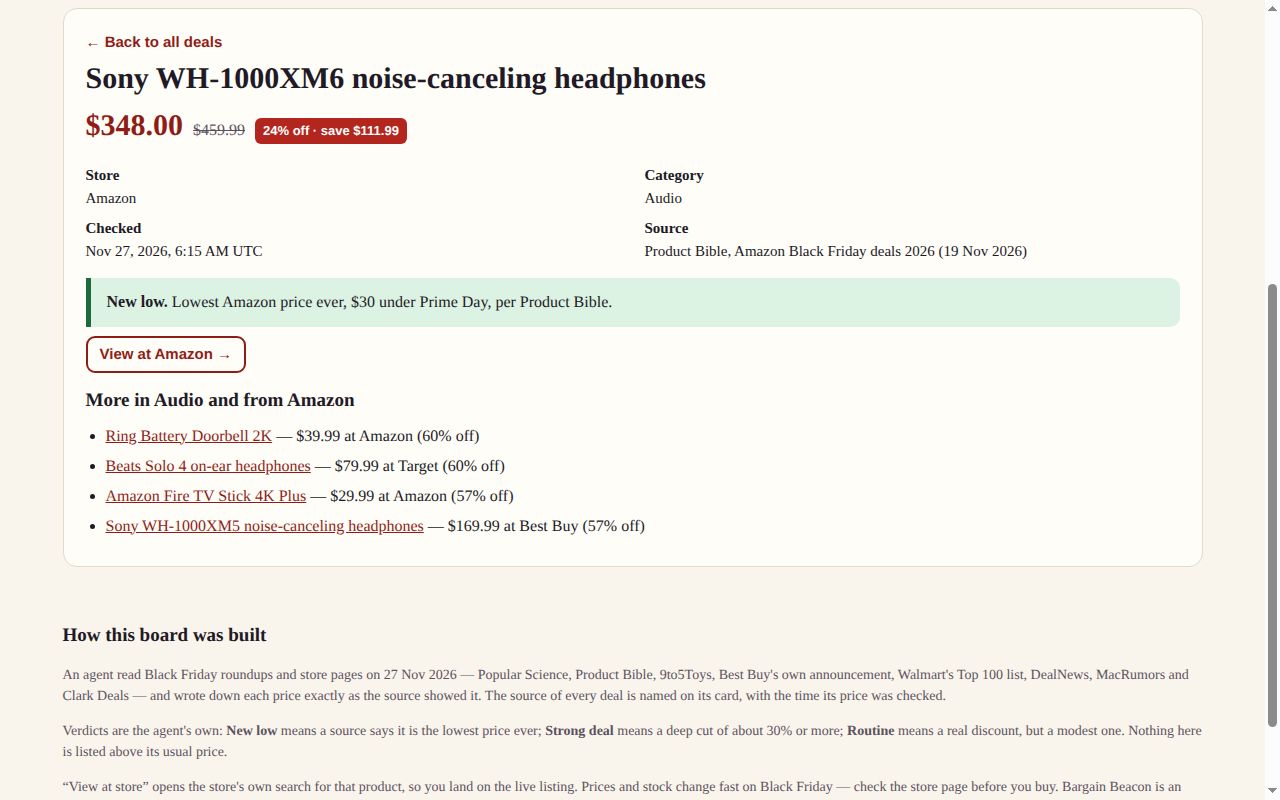 ← Back to all deals
Sony WH-1000XM6 noise-canceling headphones
$348.00 $459.99 24% off · save $111.99
Store
Amazon
Category
Audio
Checked
Nov 27, 2026, 6:15 AM UTC
Source
Product Bible, Amazon Black Friday deals 2026 (19 Nov 2026)
New low. Lowest Amazon price ever, $30 under Prime Day, per Product Bible.
View at Amazon →
More in Audio and from Amazon
• Ring Battery Doorbell 2K — $39.99 at Amazon (60% off)
• Beats Solo 4 on-ear headphones — $79.99 at Target (60% off)
• Amazon Fire TV Stick 4K Plus — $29.99 at Amazon (57% off)
• Sony WH-1000XM5 noise-canceling headphones — $169.99 at Best Buy (57% off)
How this board was built
An agent read Black Friday roundups and store pages on 27 Nov 2026 — Popular Science, Product Bible, 9to5Toys, Best Buy's own announcement, Walmart's Top 100 list, DealNews, MacRumors and
Clark Deals — and wrote down each price exactly as the source showed it. The source of every deal is named on its card, with the time its price was checked.
Verdicts are the agent's own: New low means a source says it is the lowest price ever; Strong deal means a deep cut of about 30% or more; Routine means a real discount, but a modest one. Nothing here
is listed above its usual price.
“View at store” opens the store's own search for that product, so you land on the live listing. Prices and stock change fast on Black Friday — check the store page before you buy. Bargain Beacon is an